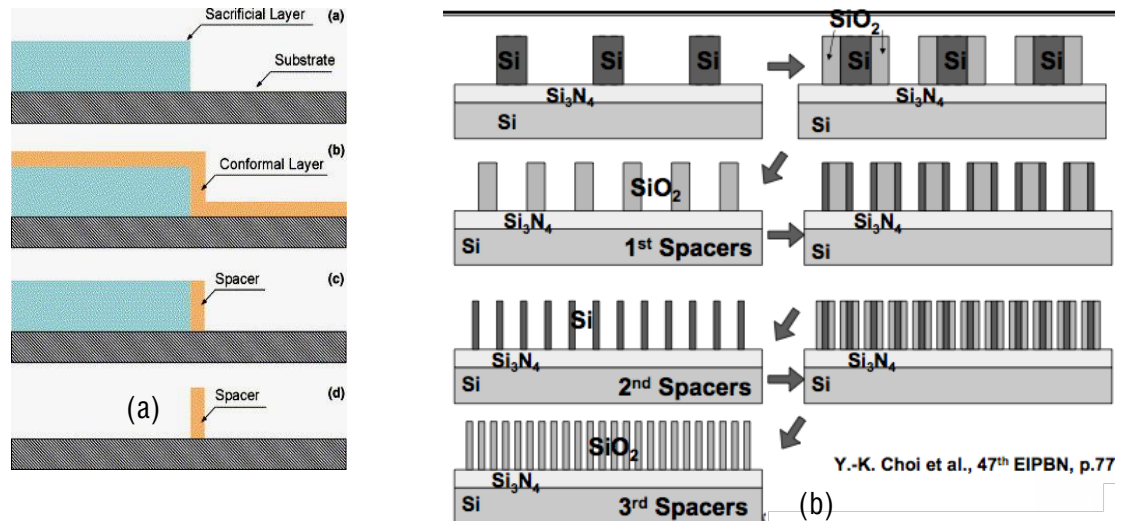 Sacrificial Layer
(a)
Substrate
(b)
Conformal Layer
(c)
Spacer
(d)
Spacer
(a)
SiO₂
Si Si Si
Si₃N₄
Si
Si Si Si
Si₃N₄
Si
SiO₂
Si₃N₄
Si 1ˢᵗ Spacers
Si₃N₄
Si
Si
Si₃N₄
Si 2ⁿᵈ Spacers
Si₃N₄
Si
SiO₂
Si₃N₄
Si 3ʳᵈ Spacers
Y.-K. Choi et al., 47ᵗʰ EIPBN, p.77
(b)